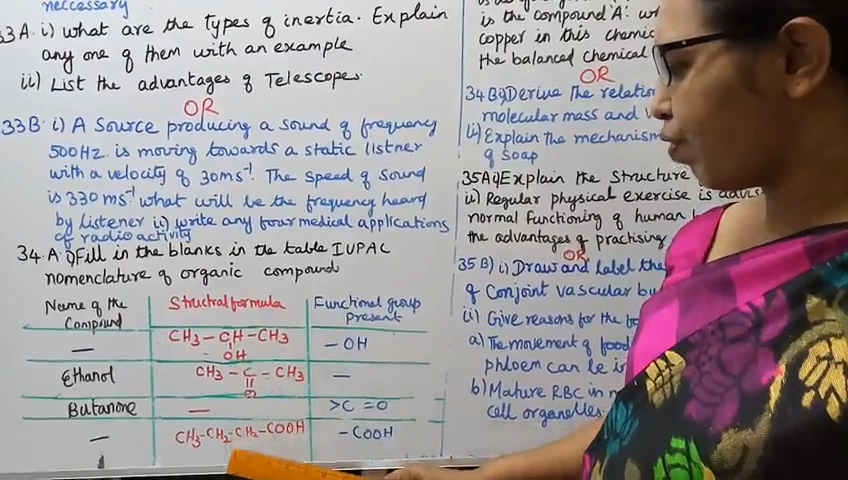 neccessary
33A. i) what are the types of inertia. Explain
any one of them with an example
ii) List the advantages of Telescopes.
OR
33B. i) A Source producing a sound of frequency
500Hz. is moving towards a static listner
with a velocity of 30ms⁻¹. The speed of sound
is 330ms⁻¹ what will be the frequency heard
by listener ii) write any four medical applications
of radioactivity
34.A. i) Fill in the blanks in the table IUPAC
nomenclature of organic compound
Name of the Compound | Structral formula | Functional group present
— | CH3 - CH - CH3 | - OH
OH
Ethanol | CH3 - C - CH3 | —
O
Butanone | — | >C = O
— | CH3-CH2-CH2-COOH | - COOH
is the compound 'A'.
copper in this chemic
the balanced chemical
OR
34 B i) Derive the relation
molecular mass and
ii) Explain the mechanism
of soap
35A i) Explain the Structure
ii) Regular physical exercise is advis
normal functioning of human
the advantages of practising
OR
35 B) i) Draw and label the
of Conjoint vascular bu
ii) Give reasons for the fo
a) The movement of food
phloem can be in
b) Mature RBC in
cell organelles.